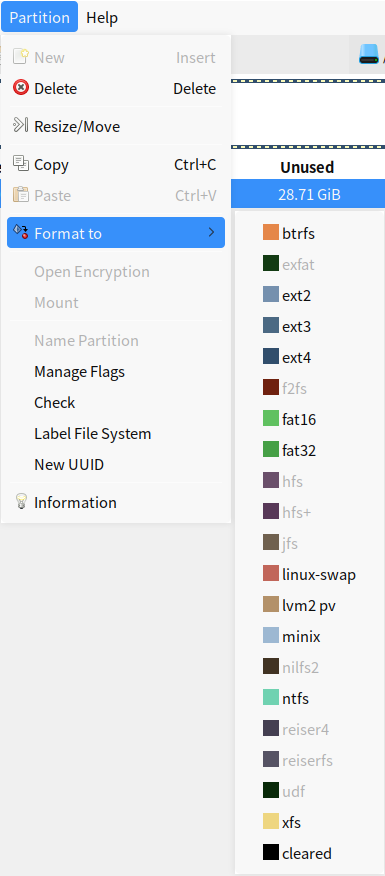 Partition Help
New Insert
Delete Delete
Resize/Move
Copy Ctrl+C
Paste Ctrl+V
Format to
Open Encryption
Mount
Name Partition
Manage Flags
Check
Label File System
New UUID
Information
Unused
28.71 GiB
btrfs
exfat
ext2
ext3
ext4
f2fs
fat16
fat32
hfs
hfs+
jfs
linux-swap
lvm2 pv
minix
nilfs2
ntfs
reiser4
reiserfs
udf
xfs
cleared